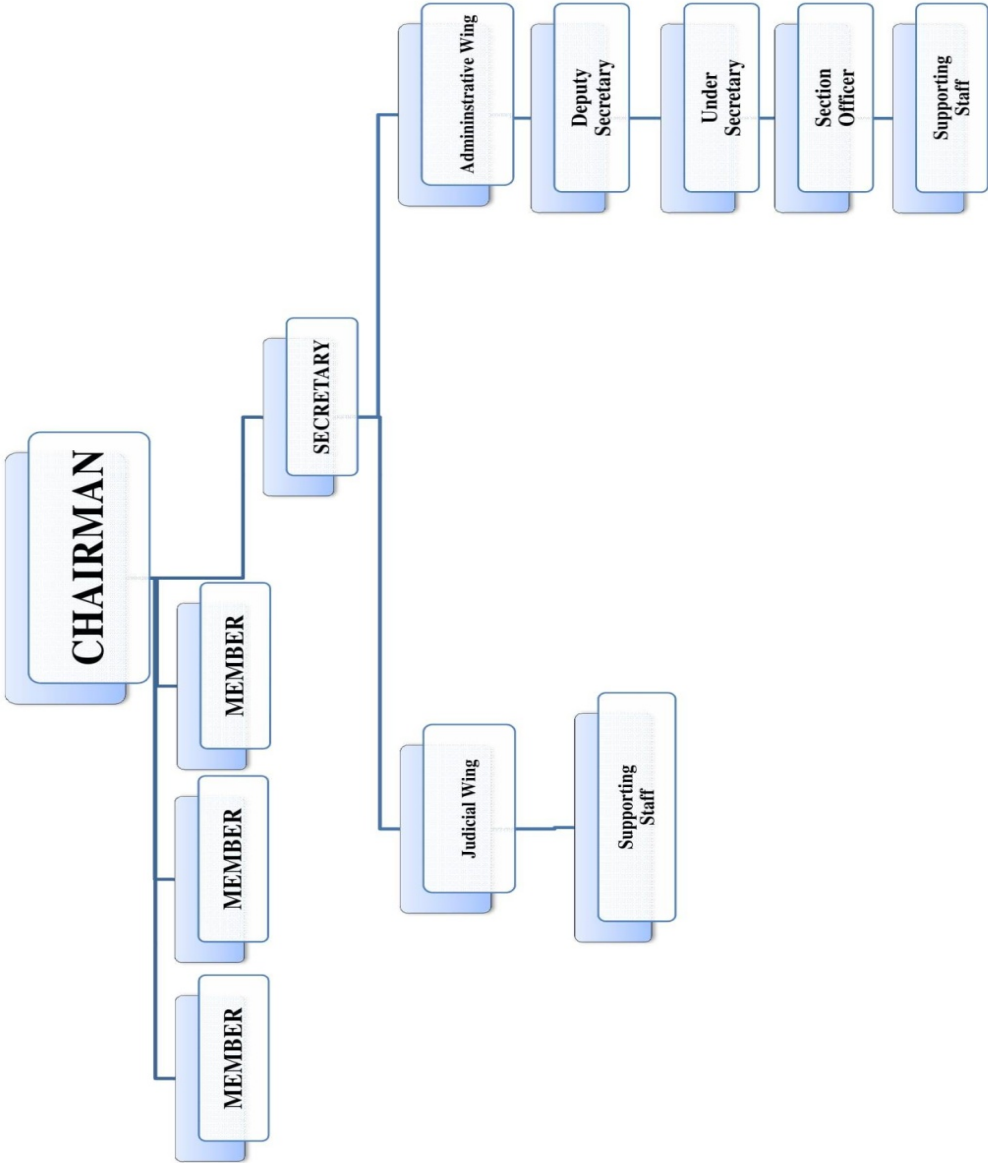 CHAIRMAN
MEMBER
MEMBER
MEMBER
SECRETARY
Judicial Wing
Supporting
Staff
Admininstrative Wing
Deputy
Secretary
Under
Secretary
Section
Officer
Supporting
Staff